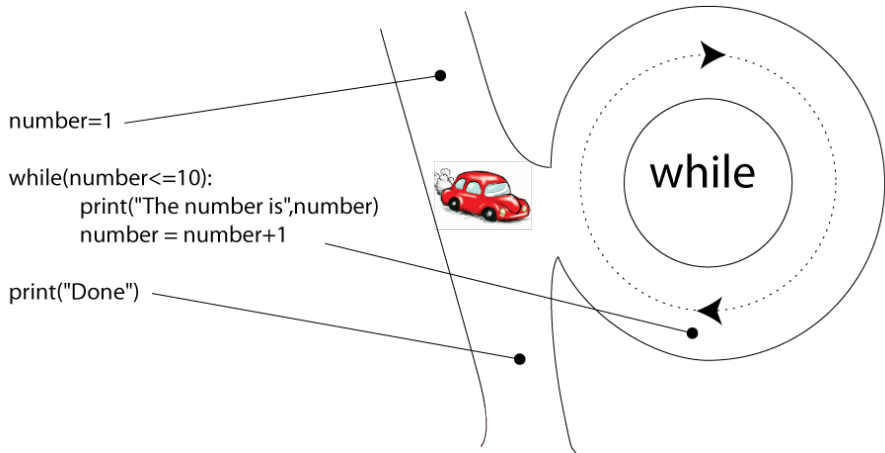 number=1
while(number<=10):
print("The number is",number)
number = number+1
print("Done")
while